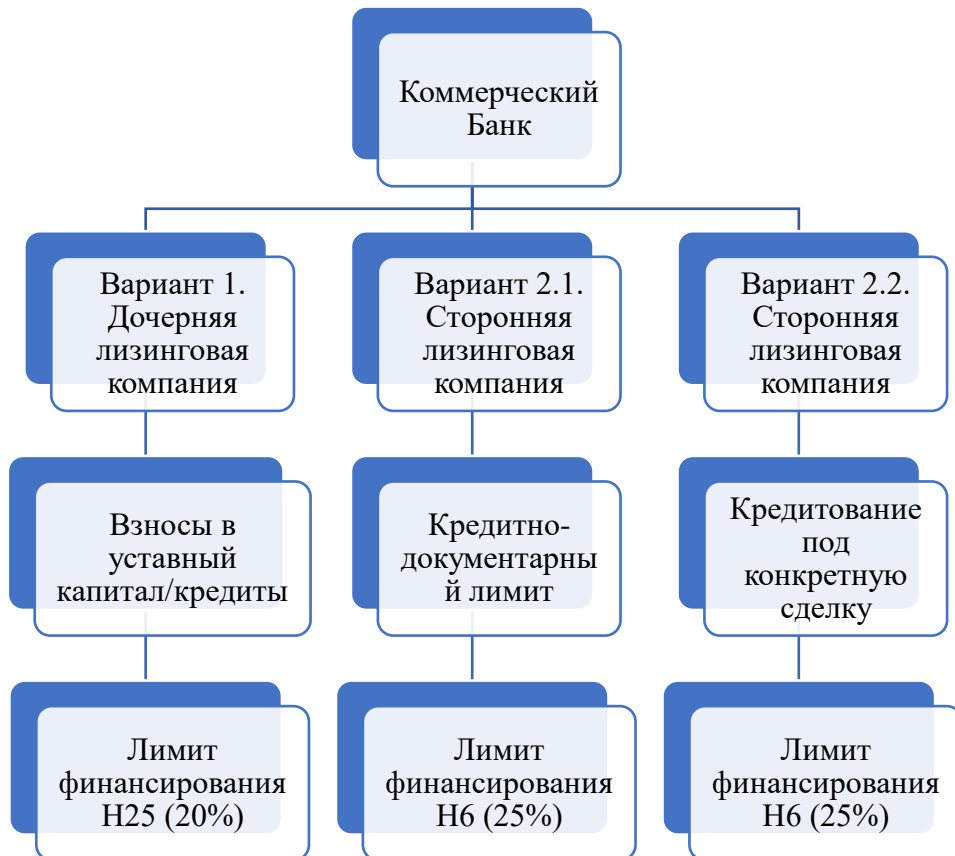 Коммерческий
Банк
Вариант 1.
Дочерняя
лизинговая
компания
Вариант 2.1.
Сторонняя
лизинговая
компания
Вариант 2.2.
Сторонняя
лизинговая
компания
Взносы в
уставный
капитал/кредиты
Кредитно-
документарны
й лимит
Кредитование
под
конкретную
сделку
Лимит
финансирования
Н25 (20%)
Лимит
финансирования
Н6 (25%)
Лимит
финансирования
Н6 (25%)